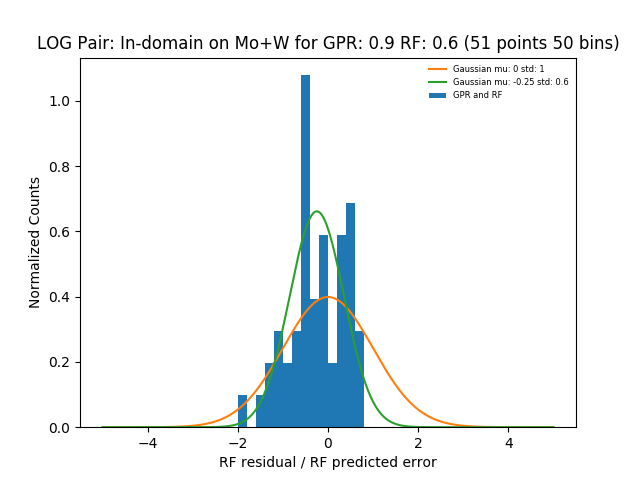 LOG Pair: In-domain on Mo+W for GPR: 0.9 RF: 0.6 (51 points 50 bins)
Gaussian mu: 0 std: 1
Gaussian mu: -0.25 std: 0.6
GPR and RF
Normalized Counts
1.0
0.8
0.6
0.4
0.2
0.0
−4 −2 0 2 4
RF residual / RF predicted error